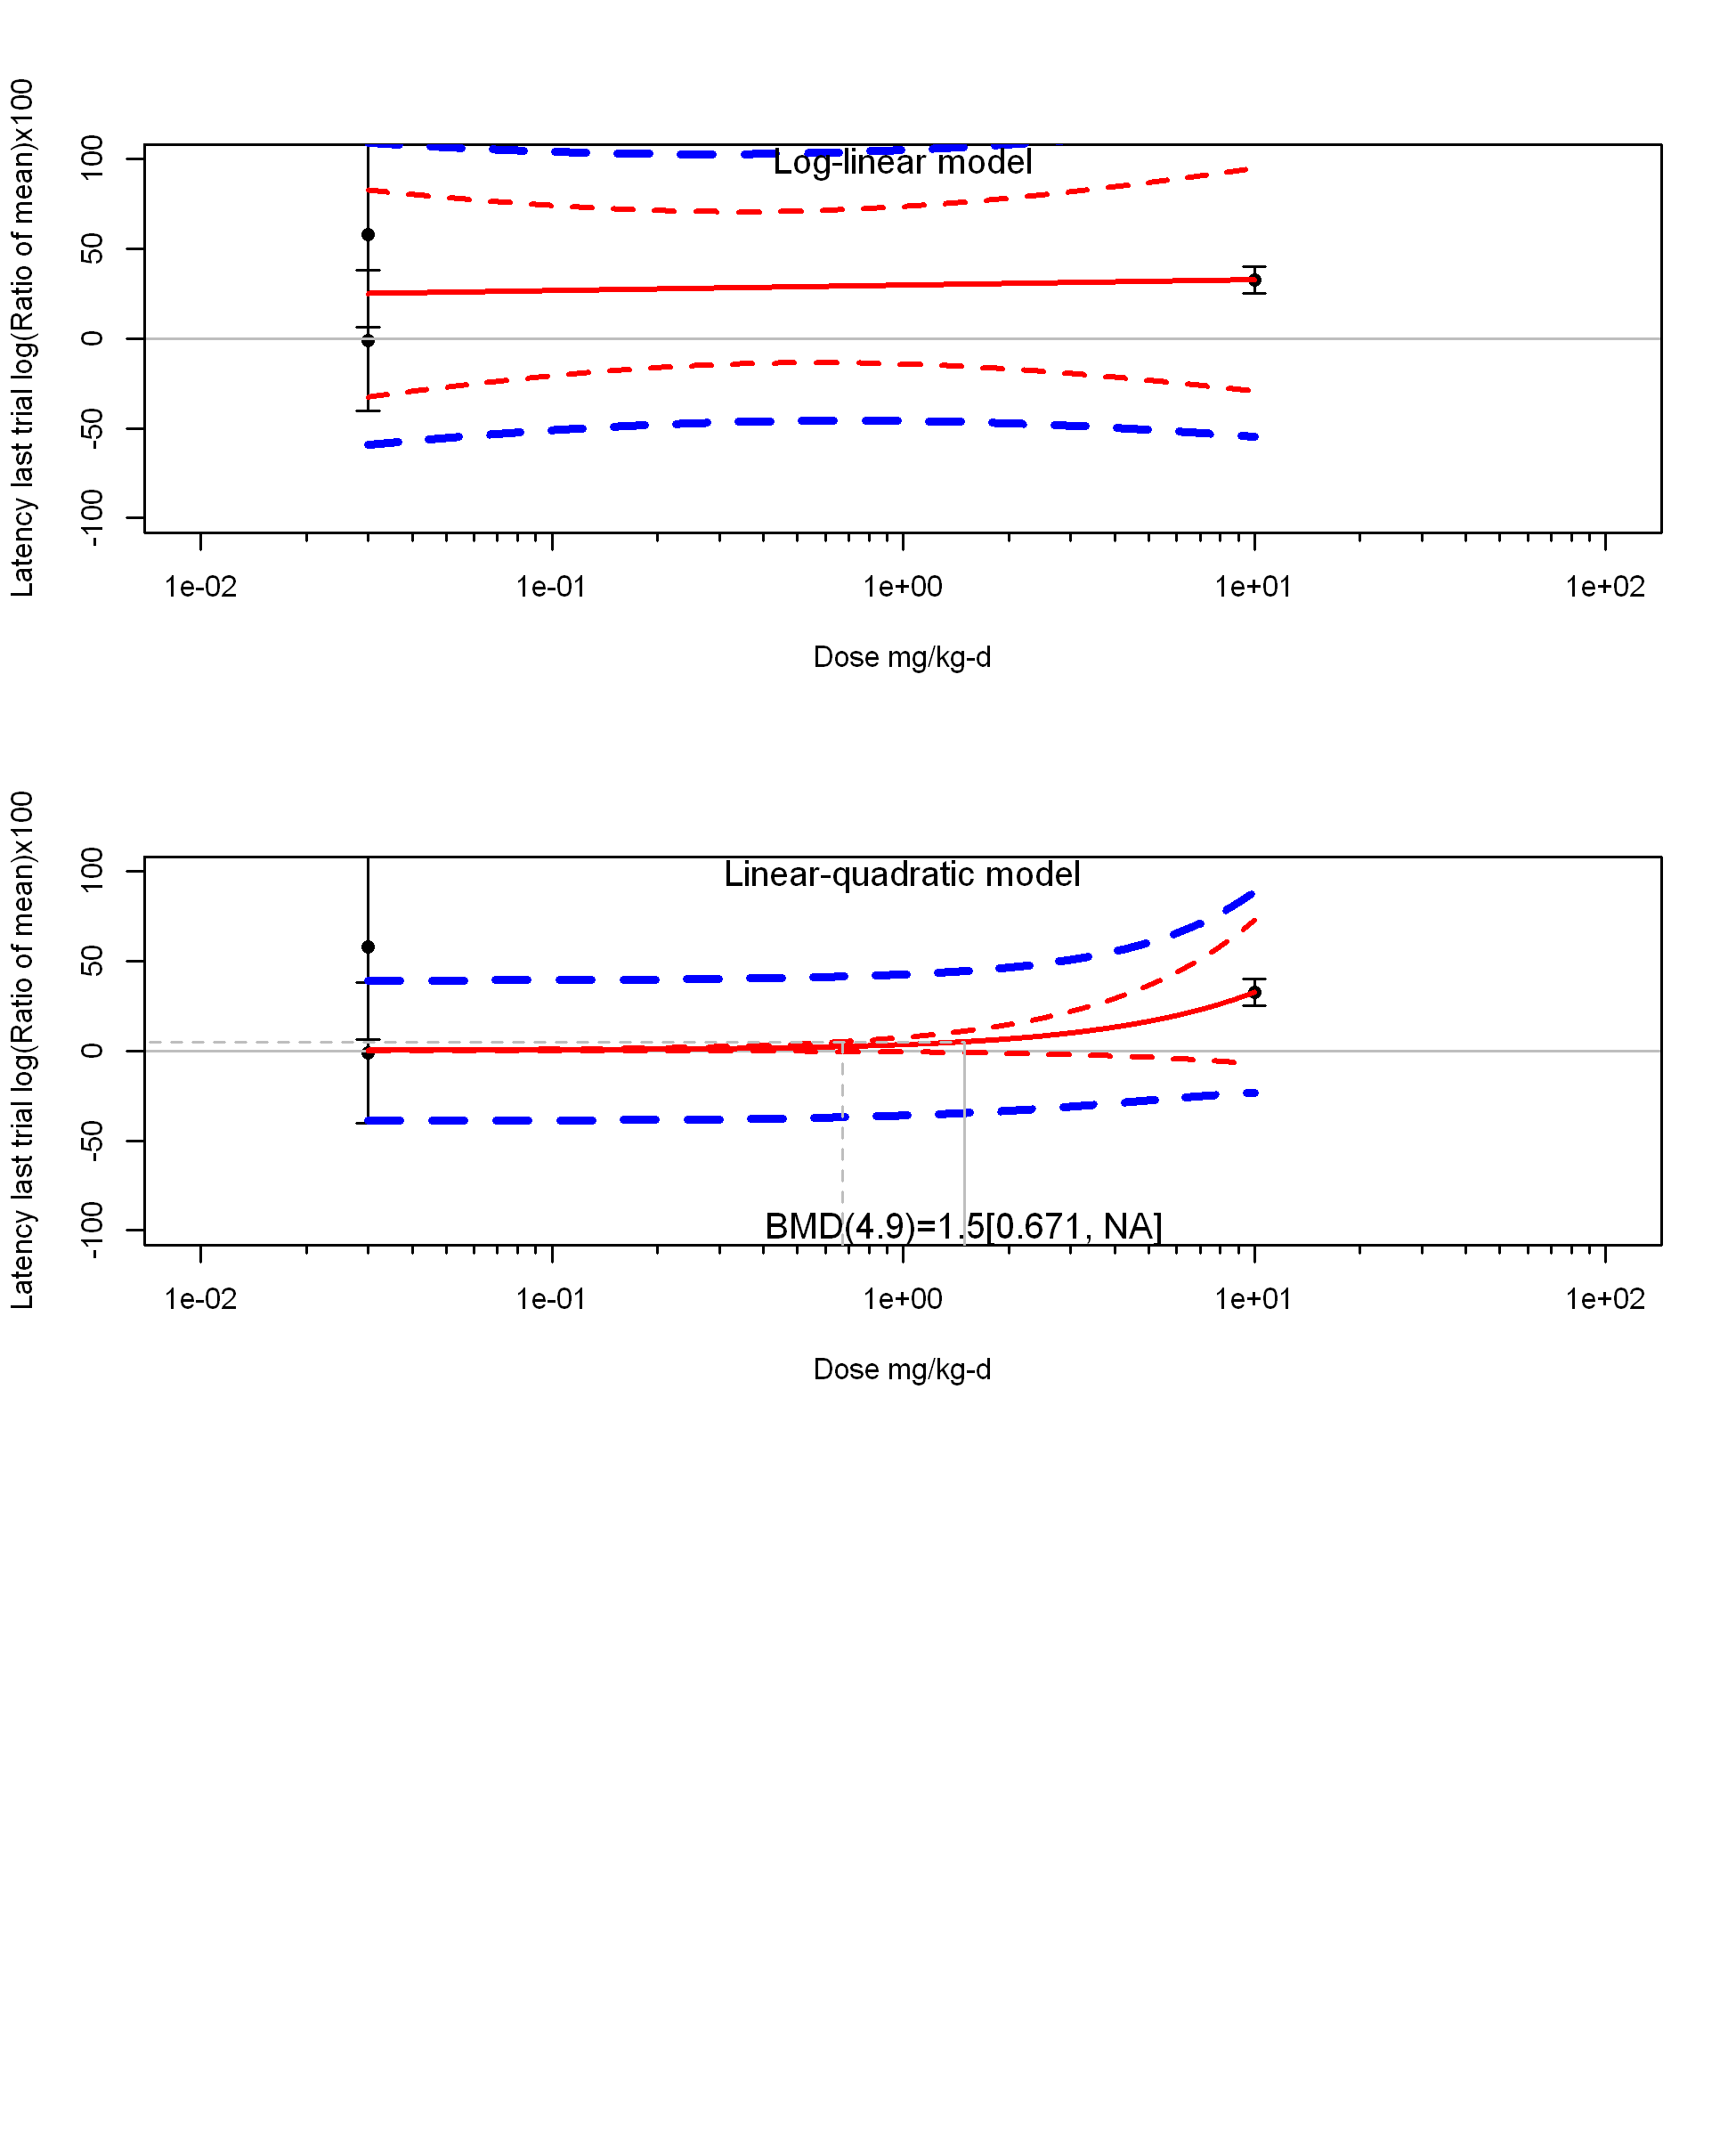 Latency last trial log(Ratio of mean)x100
100
50
0
-50
-100
Log-linear model
1e-02 1e-01 1e+00 1e+01 1e+02
Dose mg/kg-d
Latency last trial log(Ratio of mean)x100
100
50
0
-50
-100
Linear-quadratic model
BMD(4.9)=1.5[0.671, NA]
1e-02 1e-01 1e+00 1e+01 1e+02
Dose mg/kg-d